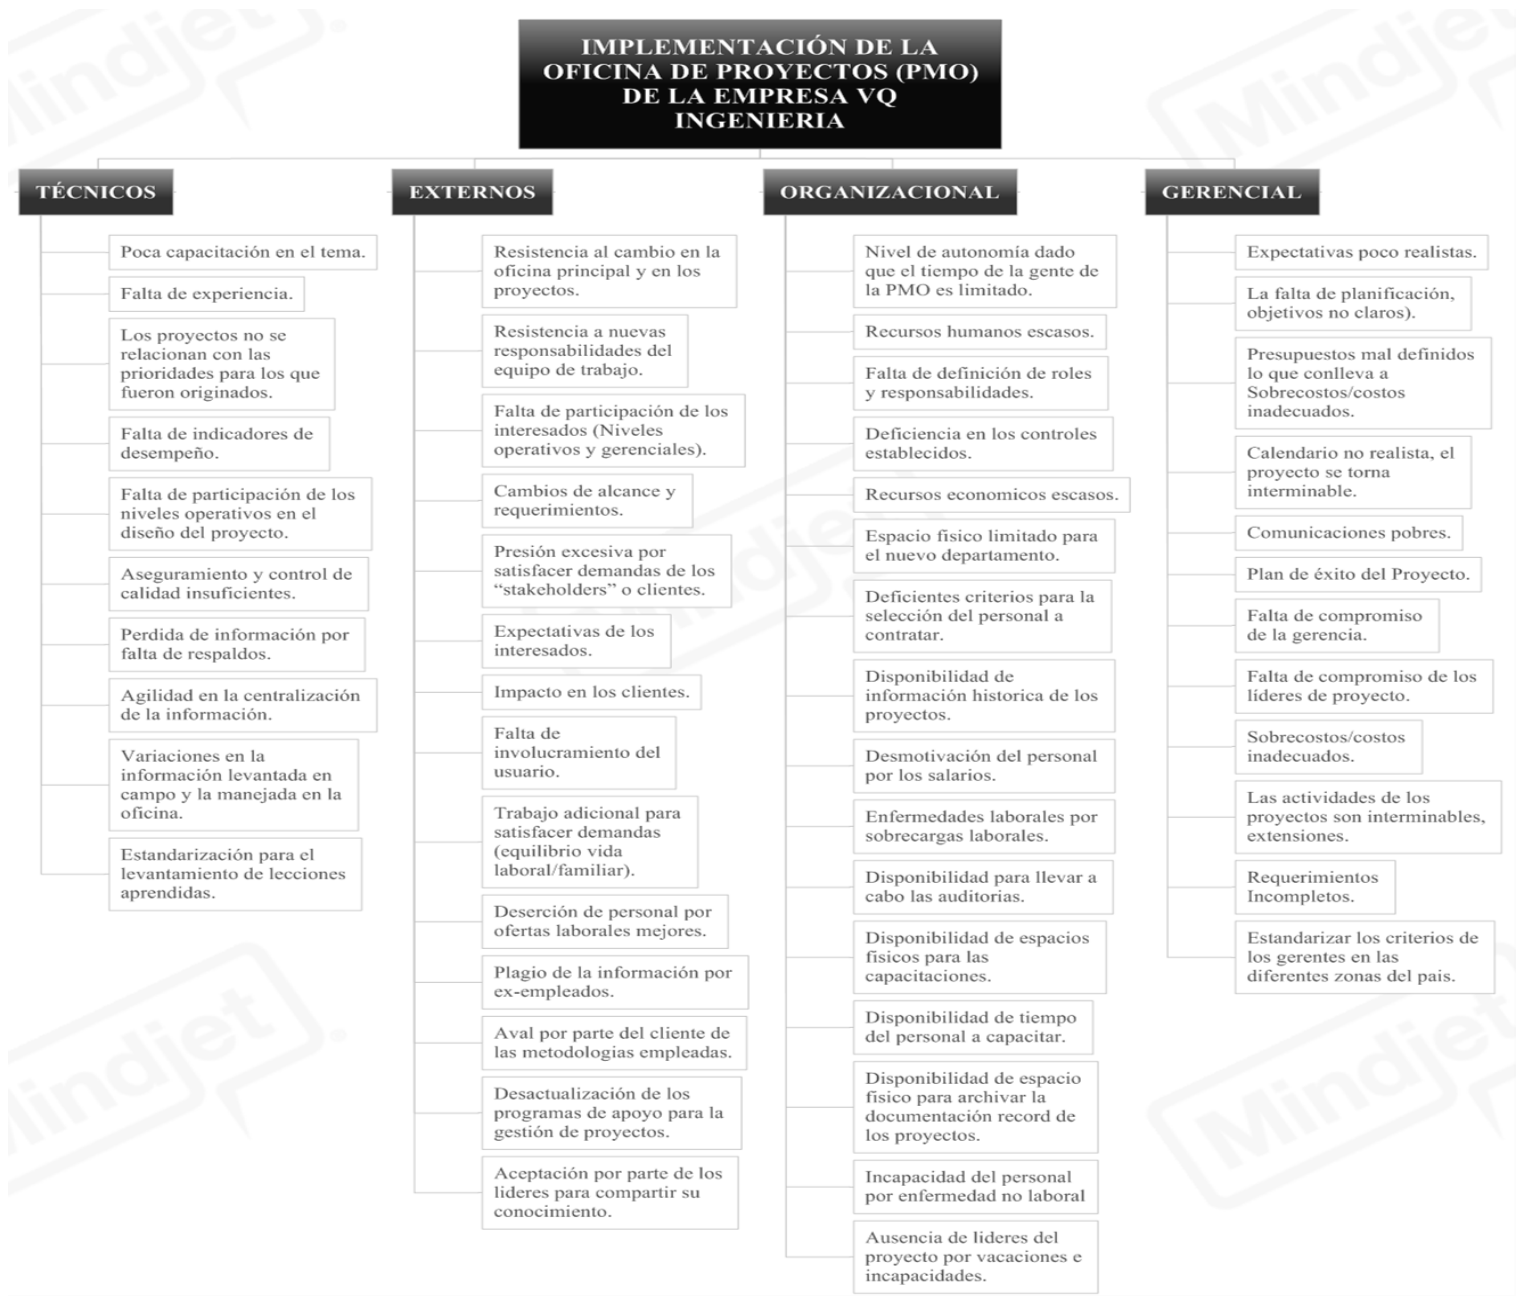 IMPLEMENTACIÓN DE LA
OFICINA DE PROYECTOS (PMO)
DE LA EMPRESA VQ
INGENIERIA
TÉCNICOS
Poca capacitación en el tema.
Falta de experiencia.
Los proyectos no se
relacionan con las
prioridades para los que
fueron originados.
Falta de indicadores de
desempeño.
Falta de participación de los
niveles operativos en el
diseño del proyecto.
Aseguramiento y control de
calidad insuficientes.
Perdida de información por
falta de respaldos.
Agilidad en la centralización
de la información.
Variaciones en la
información levantada en
campo y la manejada en la
oficina.
Estandarización para el
levantamiento de lecciones
aprendidas.
EXTERNOS
Resistencia al cambio en la
oficina principal y en los
proyectos.
Resistencia a nuevas
responsabilidades del
equipo de trabajo.
Falta de participación de los
interesados (Niveles
operativos y gerenciales).
Cambios de alcance y
requerimientos.
Presión excesiva por
satisfacer demandas de los
“stakeholders” o clientes.
Expectativas de los
interesados.
Impacto en los clientes.
Falta de
involucramiento del
usuario.
Trabajo adicional para
satisfacer demandas
(equilibrio vida
laboral/familiar).
Deserción de personal por
ofertas laborales mejores.
Plagio de la información por
ex-empleados.
Aval por parte del cliente de
las metodologias empleadas.
Desactualización de los
programas de apoyo para la
gestión de proyectos.
Aceptación por parte de los
lideres para compartir su
conocimiento.
ORGANIZACIONAL
Nivel de autonomía dado
que el tiempo de la gente de
la PMO es limitado.
Recursos humanos escasos.
Falta de definición de roles
y responsabilidades.
Deficiencia en los controles
establecidos.
Recursos economicos escasos.
Espacio físico limitado para
el nuevo departamento.
Deficientes criterios para la
selección del personal a
contratar.
Disponibilidad de
información historica de los
proyectos.
Desmotivación del personal
por los salarios.
Enfermedades laborales por
sobrecargas laborales.
Disponibilidad para llevar a
cabo las auditorias.
Disponibilidad de espacios
fisicos para las
capacitaciones.
Disponibilidad de tiempo
del personal a capacitar.
Disponibilidad de espacio
fisico para archivar la
documentación record de
los proyectos.
Incapacidad del personal
por enfermedad no laboral
Ausencia de lideres del
proyecto por vacaciones e
incapacidades.
GERENCIAL
Expectativas poco realistas.
La falta de planificación,
objetivos no claros).
Presupuestos mal definidos
lo que conlleva a
Sobrecostos/costos
inadecuados.
Calendario no realista, el
proyecto se torna
interminable.
Comunicaciones pobres.
Plan de éxito del Proyecto.
Falta de compromiso
de la gerencia.
Falta de compromiso de los
líderes de proyecto.
Sobrecostos/costos
inadecuados.
Las actividades de los
proyectos son interminables,
extensiones.
Requerimientos
Incompletos.
Estandarizar los criterios de
los gerentes en las
diferentes zonas del pais.
Mindjet
Mindjet
Mindjet
Mindjet
Mindjet